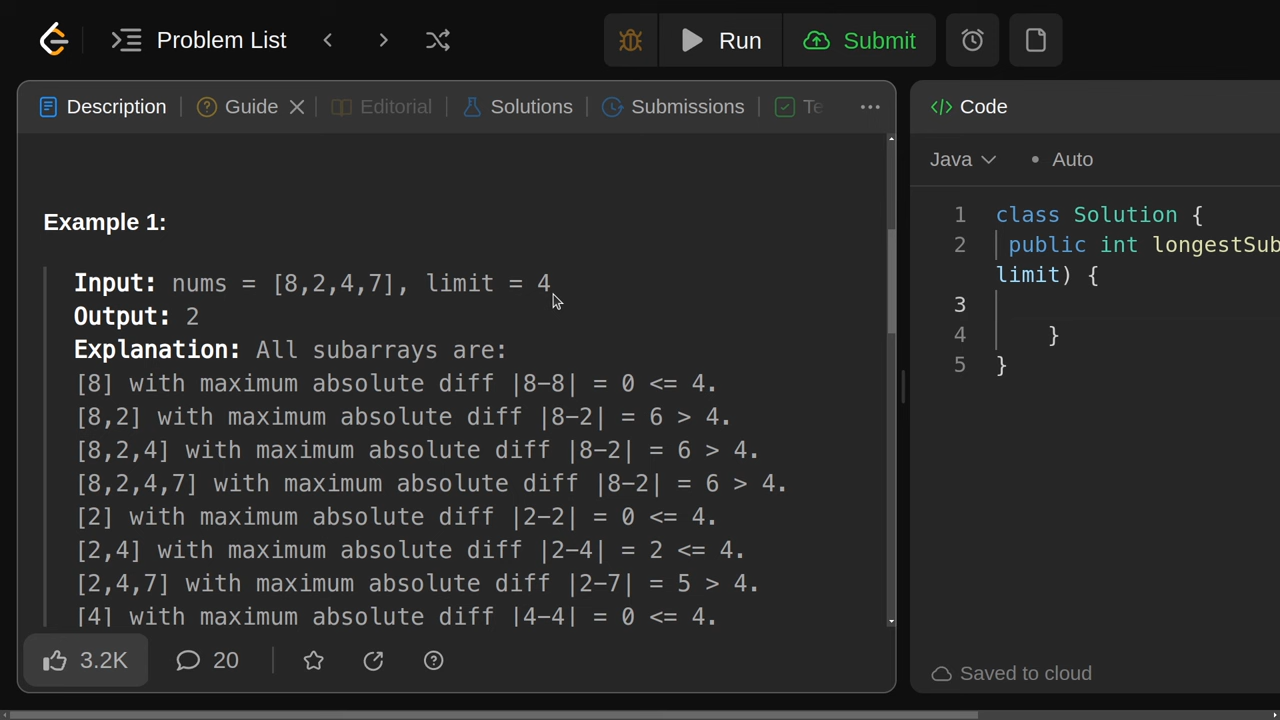 Problem List
Run
Submit
Description
Guide
Editorial
Solutions
Submissions
Te
Code
Java
Auto
Example 1:
Input: nums = [8,2,4,7], limit = 4
Output: 2
Explanation: All subarrays are:
[8] with maximum absolute diff |8-8| = 0 <= 4.
[8,2] with maximum absolute diff |8-2| = 6 > 4.
[8,2,4] with maximum absolute diff |8-2| = 6 > 4.
[8,2,4,7] with maximum absolute diff |8-2| = 6 > 4.
[2] with maximum absolute diff |2-2| = 0 <= 4.
[2,4] with maximum absolute diff |2-4| = 2 <= 4.
[2,4,7] with maximum absolute diff |2-7| = 5 > 4.
[4] with maximum absolute diff |4-4| = 0 <= 4.
3.2K
20
1 class Solution {
2 public int longestSub
limit) {
3
4 }
5 }
Saved to cloud